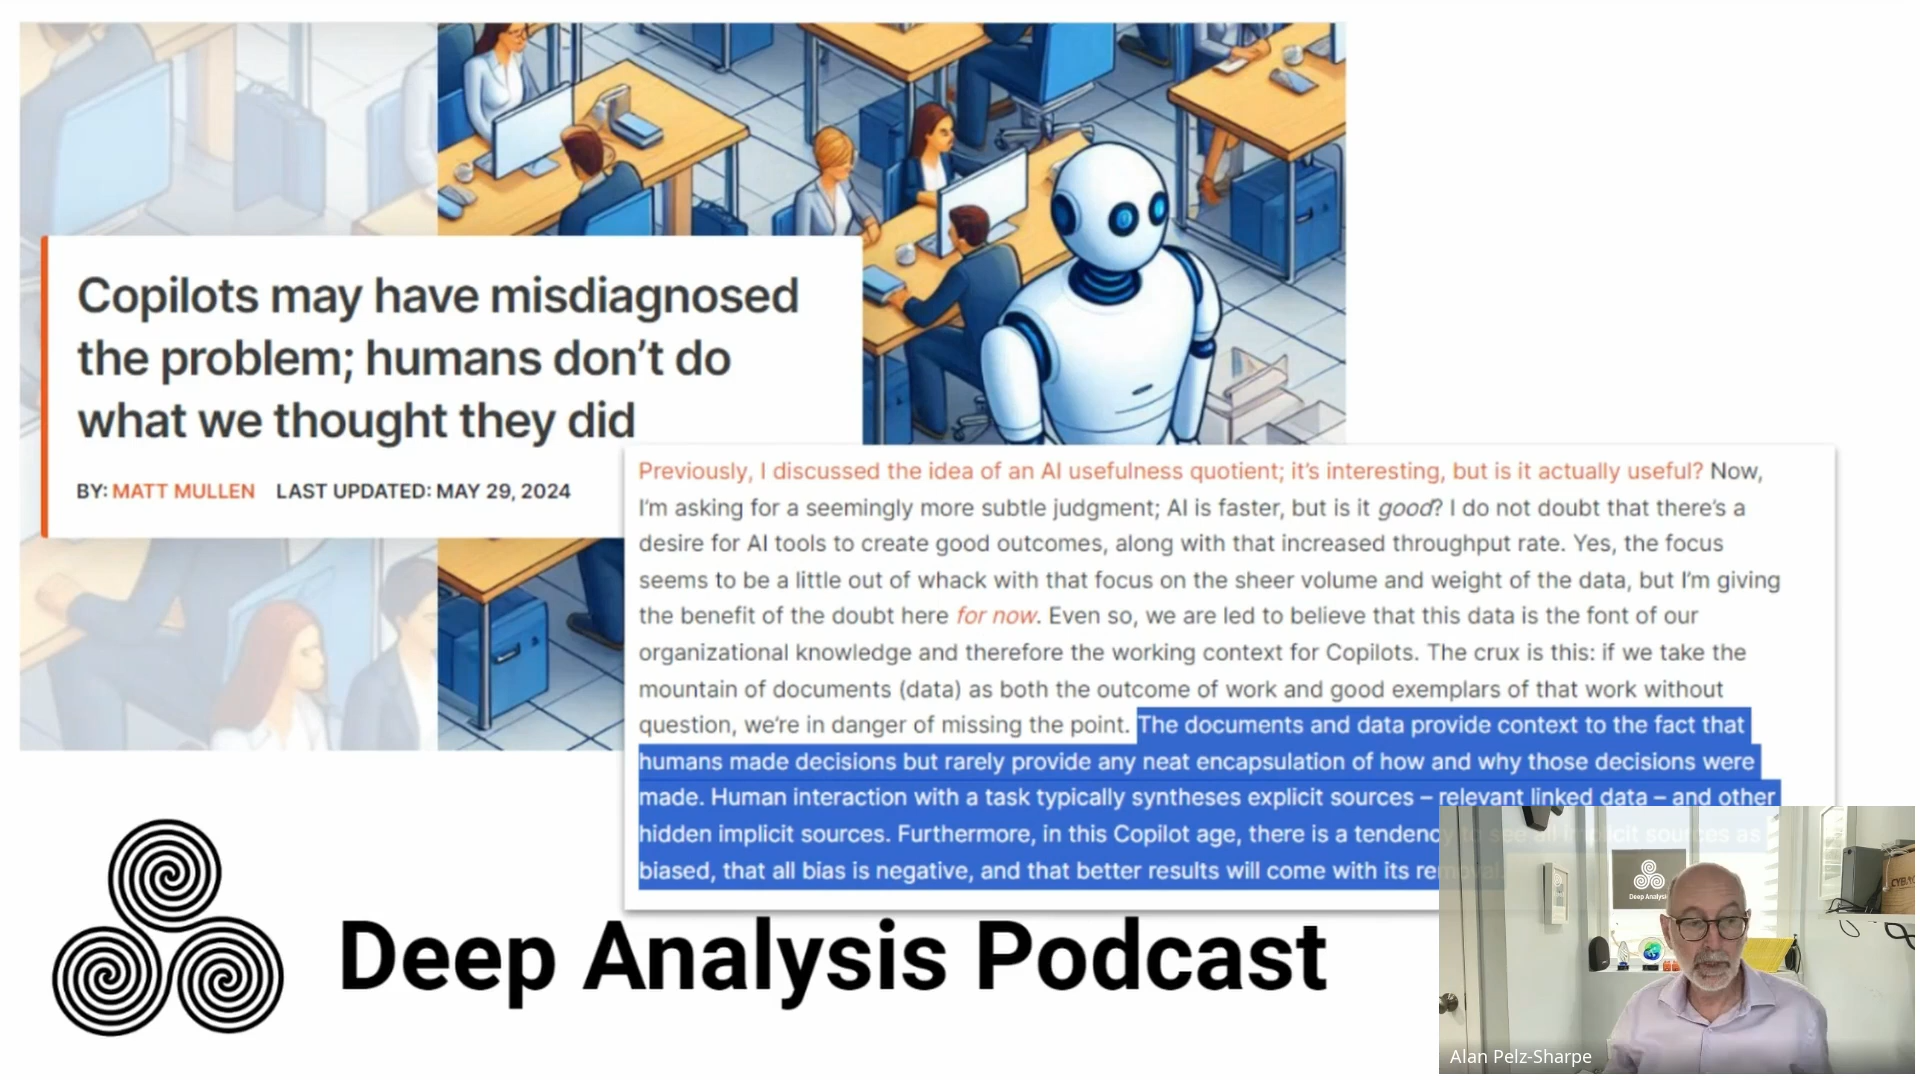 Copilots may have misdiagnosed
the problem; humans don’t do
what we thought they did
BY: MATT MULLEN LAST UPDATED: MAY 29, 2024
Previously, I discussed the idea of an AI usefulness quotient; it’s interesting, but is it actually useful? Now,
I’m asking for a seemingly more subtle judgment; AI is faster, but is it good? I do not doubt that there’s a
desire for AI tools to create good outcomes, along with that increased throughput rate. Yes, the focus
seems to be a little out of whack with that focus on the sheer volume and weight of the data, but I’m giving
the benefit of the doubt here for now. Even so, we are led to believe that this data is the font of our
organizational knowledge and therefore the working context for Copilots. The crux is this: if we take the
mountain of documents (data) as both the outcome of work and good exemplars of that work without
question, we’re in danger of missing the point. The documents and data provide context to the fact that
humans made decisions but rarely provide any neat encapsulation of how and why those decisions were
made. Human interaction with a task typically syntheses explicit sources – relevant linked data – and other
hidden implicit sources. Furthermore, in this Copilot age, there is a tendency to see all implicit sources as
biased, that all bias is negative, and that better results will come with its removal.
Deep Analysis Podcast
Deep Analysis
Alan Pelz-Sharpe